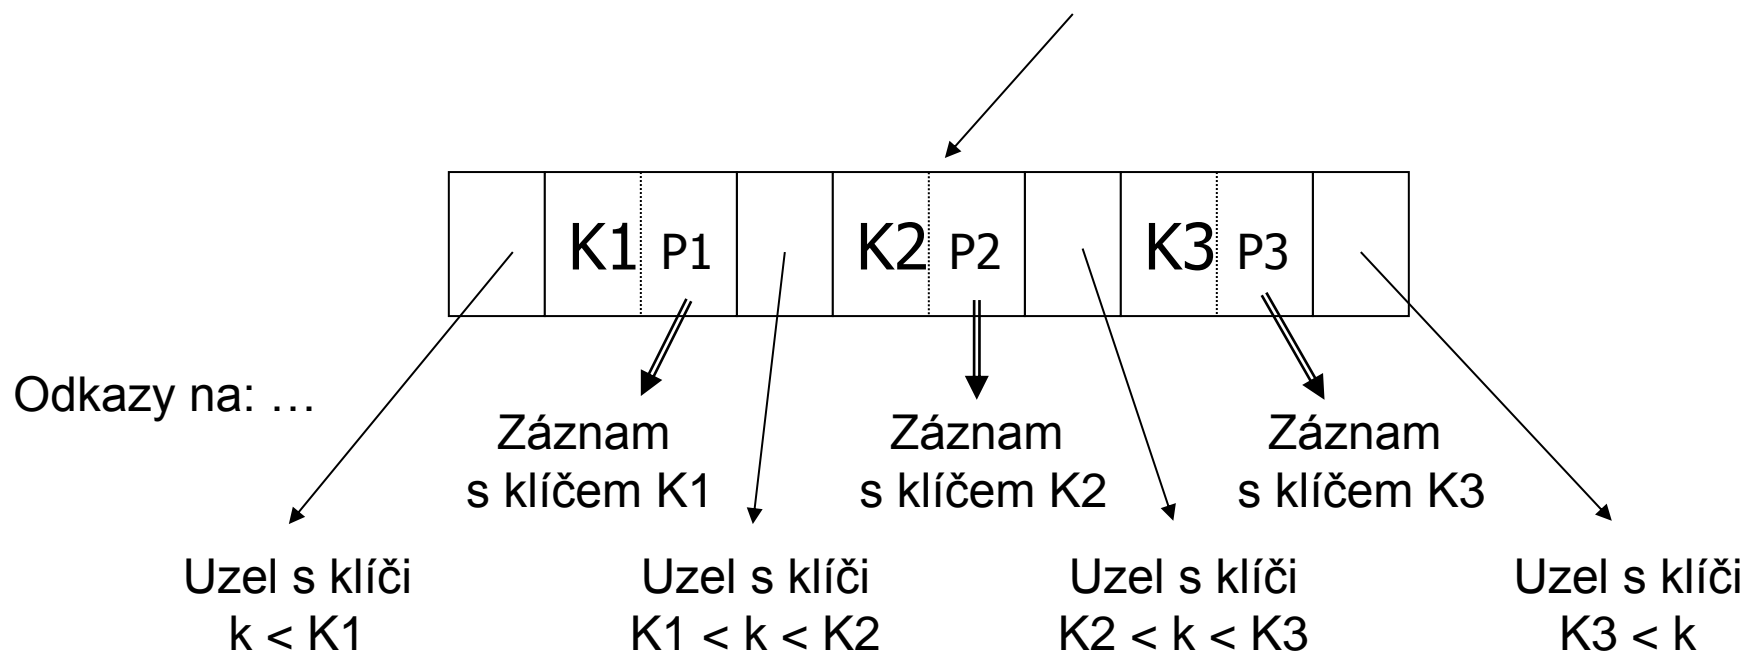 K1 P1 K2 P2 K3 P3
Odkazy na: …
Záznam
s klíčem K1
Záznam
s klíčem K2
Záznam
s klíčem K3
Uzel s klíči
k < K1
Uzel s klíči
K1 < k < K2
Uzel s klíči
K2 < k < K3
Uzel s klíči
K3 < k